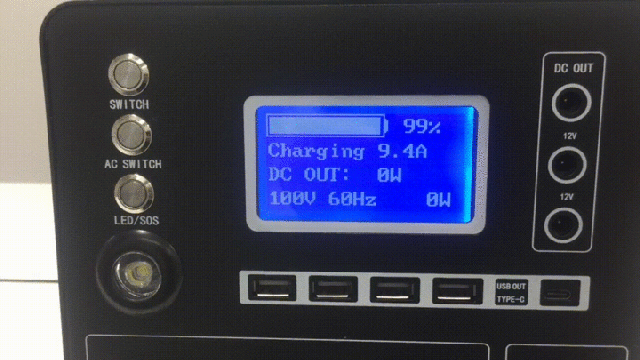 SWITCH
AC SWITCH
LED/SOS
99%
Charging 9.4A
DC OUT: 0W
100V 60Hz 0W
DC OUT
12V
12V
USB OUT
TYPE-C